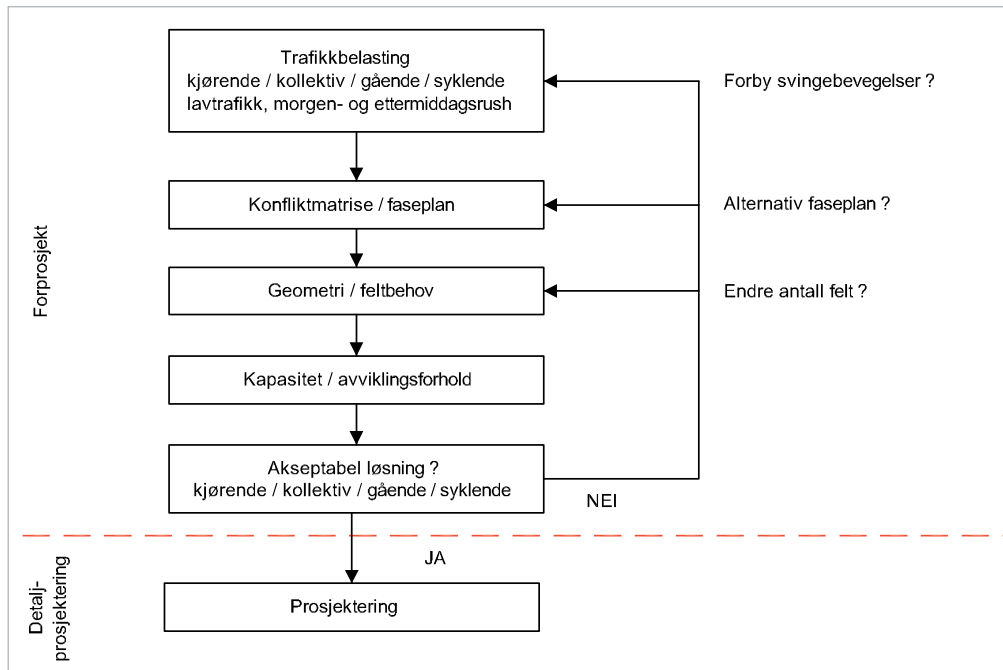 Trafikkbelasting
kjørende / kollektiv / gående / syklende
lavtrafikk, morgen- og ettermiddagsrush
Forby svingebevegelser ?
Konfliktmatrise / faseplan
Alternativ faseplan ?
Forprosjekt
Geometri / feltbehov
Endre antall felt ?
Kapasitet / avviklingsforhold
Akseptabel løsning ?
kjørende / kollektiv / gående / syklende
NEI
JA
Detalj-
prosjektering
Prosjektering